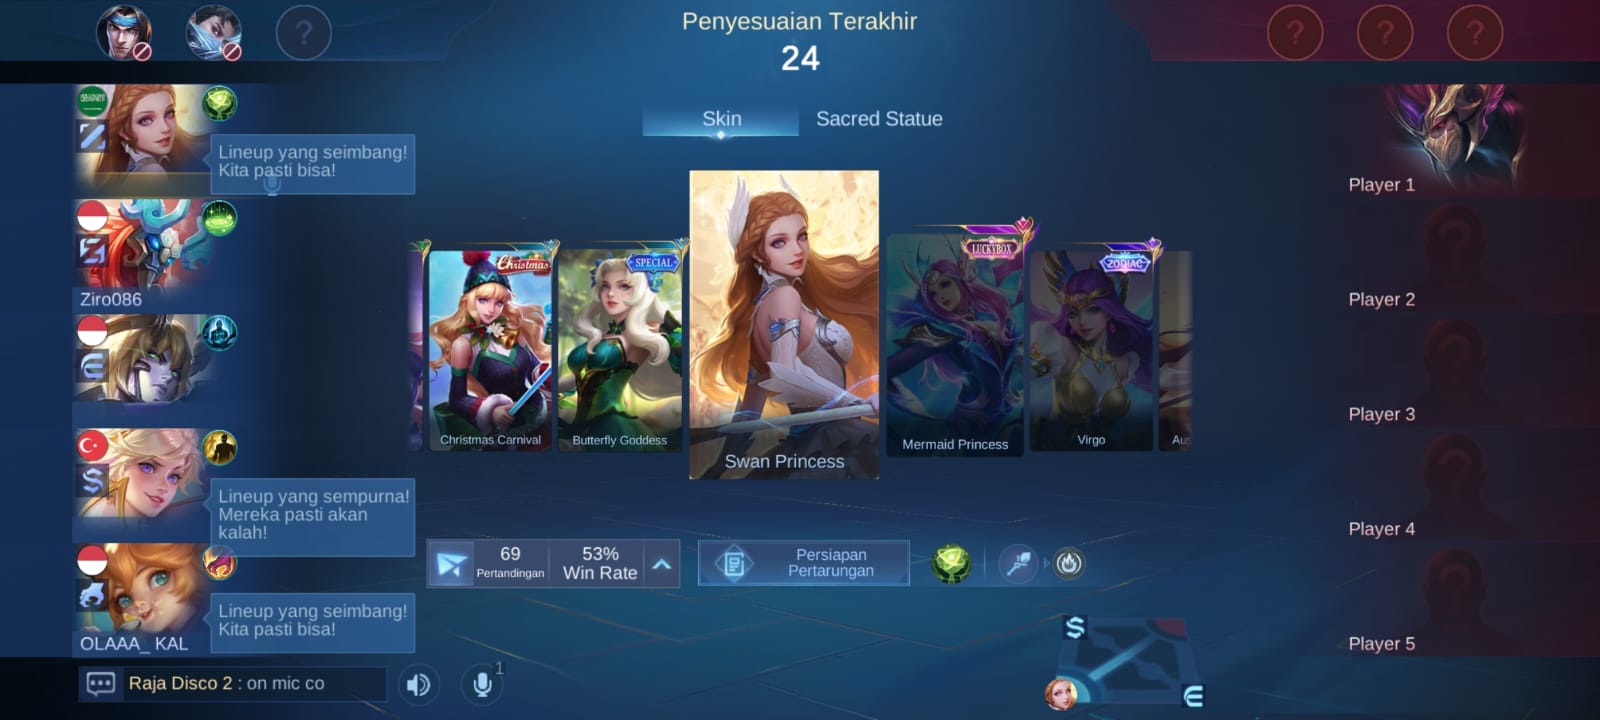 Penyesuaian Terakhir
24
Skin
Sacred Statue
Lineup yang seimbang!
Kita pasti bisa!
Ziro086
Lineup yang sempurna!
Mereka pasti akan
kalah!
Lineup yang seimbang!
Kita pasti bisa!
OLAAA_ KAL
Raja Disco 2 : on mic co
1
Christmas
Christmas Carnival
SPECIAL
Butterfly Goddess
Swan Princess
LUCKYBOX
Mermaid Princess
ZODIAC
Virgo
Aus
69
Pertandingan
53%
Win Rate
Persiapan
Pertarungan
Player 1
Player 2
Player 3
Player 4
Player 5